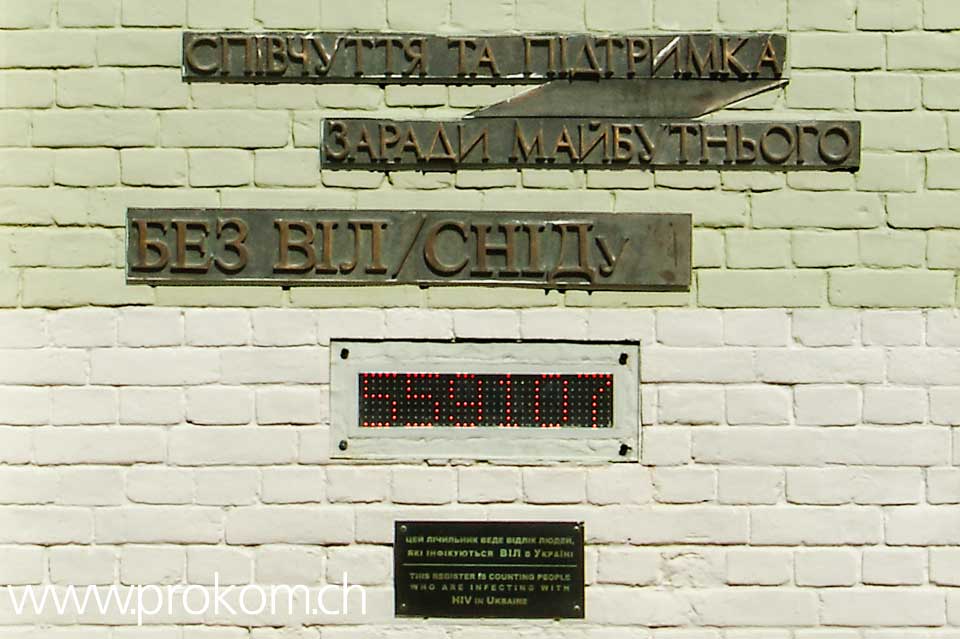 СПІВЧУТТЯ ТА ПІДТРИМКА
ЗАРАДИ МАЙБУТНЬОГО
БЕЗ ВІЛ/СНІДу
ЦЕЙ ЛІЧИЛЬНИК ВЕДЕ ВІДЛІК ЛЮДЕЙ,
ЯКІ ІНФІКУЮТЬСЯ ВІЛ в УКРАЇНІ
THIS REGISTER IS COUNTING PEOPLE
WHO ARE INFECTING WITH
HIV IN UKRAINE
www.prokom.ch